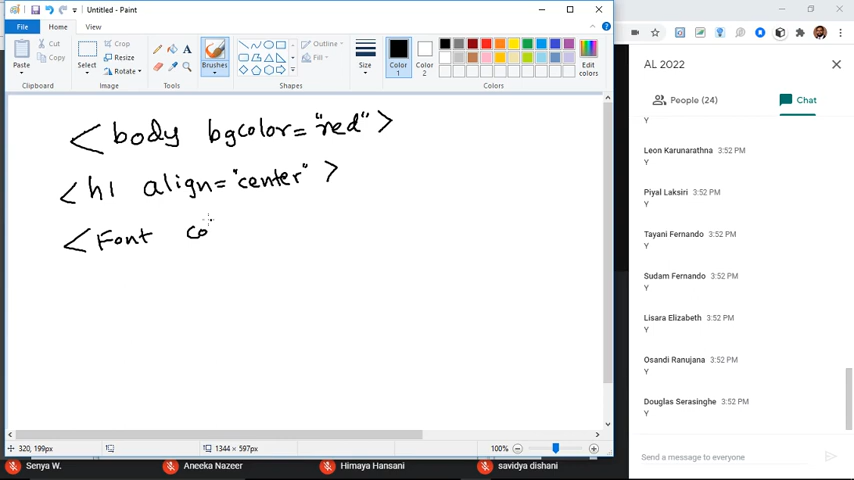 Untitled - Paint
File Home View
Paste
Cut
Copy
Clipboard
Select
Crop
Resize
Rotate
Image
Tools
Brushes
Shapes
Outline
Fill
Size
Color 1
Color 2
Edit colors
Colors
<body bgcolor="red">
<h1 align="center">
<Font co
320, 199px
1344 × 597px
100%
Senya W.
Aneeka Nazeer
Himaya Hansani
savidya dishani
AL 2022
People (24)
Chat
Y
Leon Karunarathna 3:52 PM
Y
Piyal Laksiri 3:52 PM
Y
Tayani Fernando 3:52 PM
Y
Sudam Fernando 3:52 PM
Y
Lisara Elizabeth 3:52 PM
Y
Osandi Ranujana 3:52 PM
Y
Douglas Serasinghe 3:52 PM
Y
Send a message to everyone